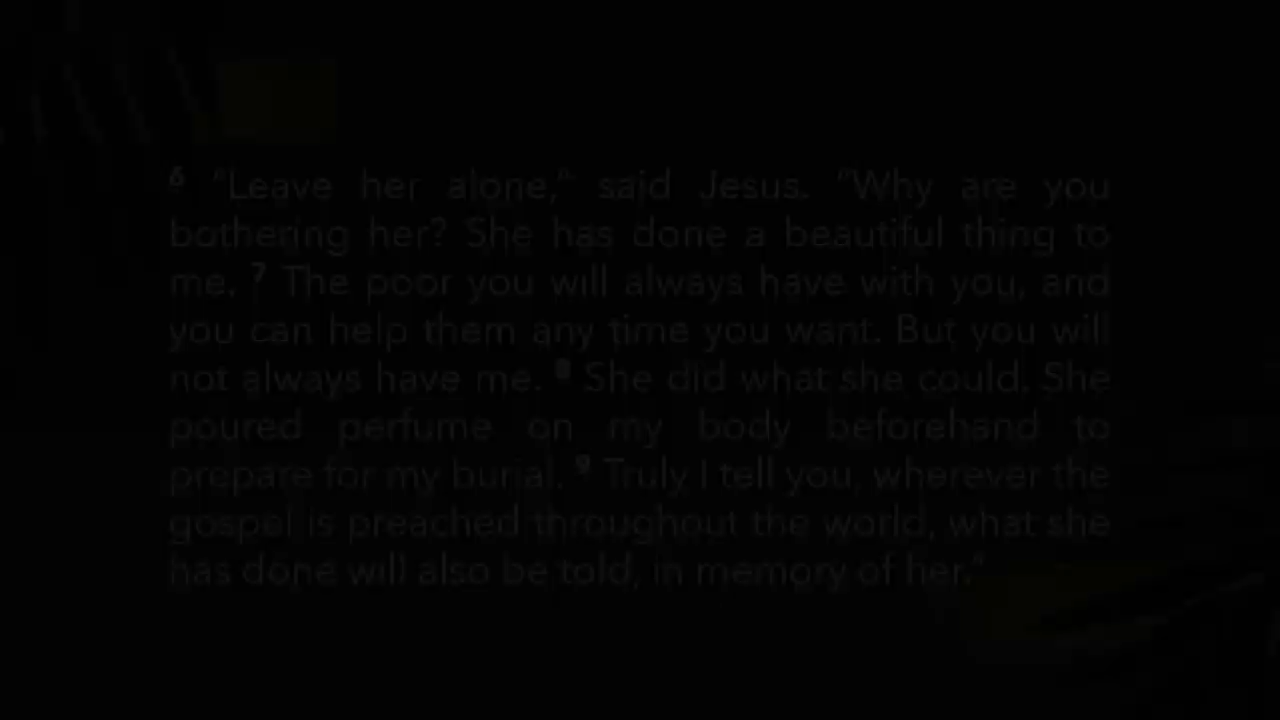 6 “Leave her alone,” said Jesus. “Why are you
bothering her? She has done a beautiful thing to
me. 7 The poor you will always have with you, and
you can help them any time you want. But you will
not always have me. 8 She did what she could. She
poured perfume on my body beforehand to
prepare for my burial. 9 Truly I tell you, wherever the
gospel is preached throughout the world, what she
has done will also be told, in memory of her.”